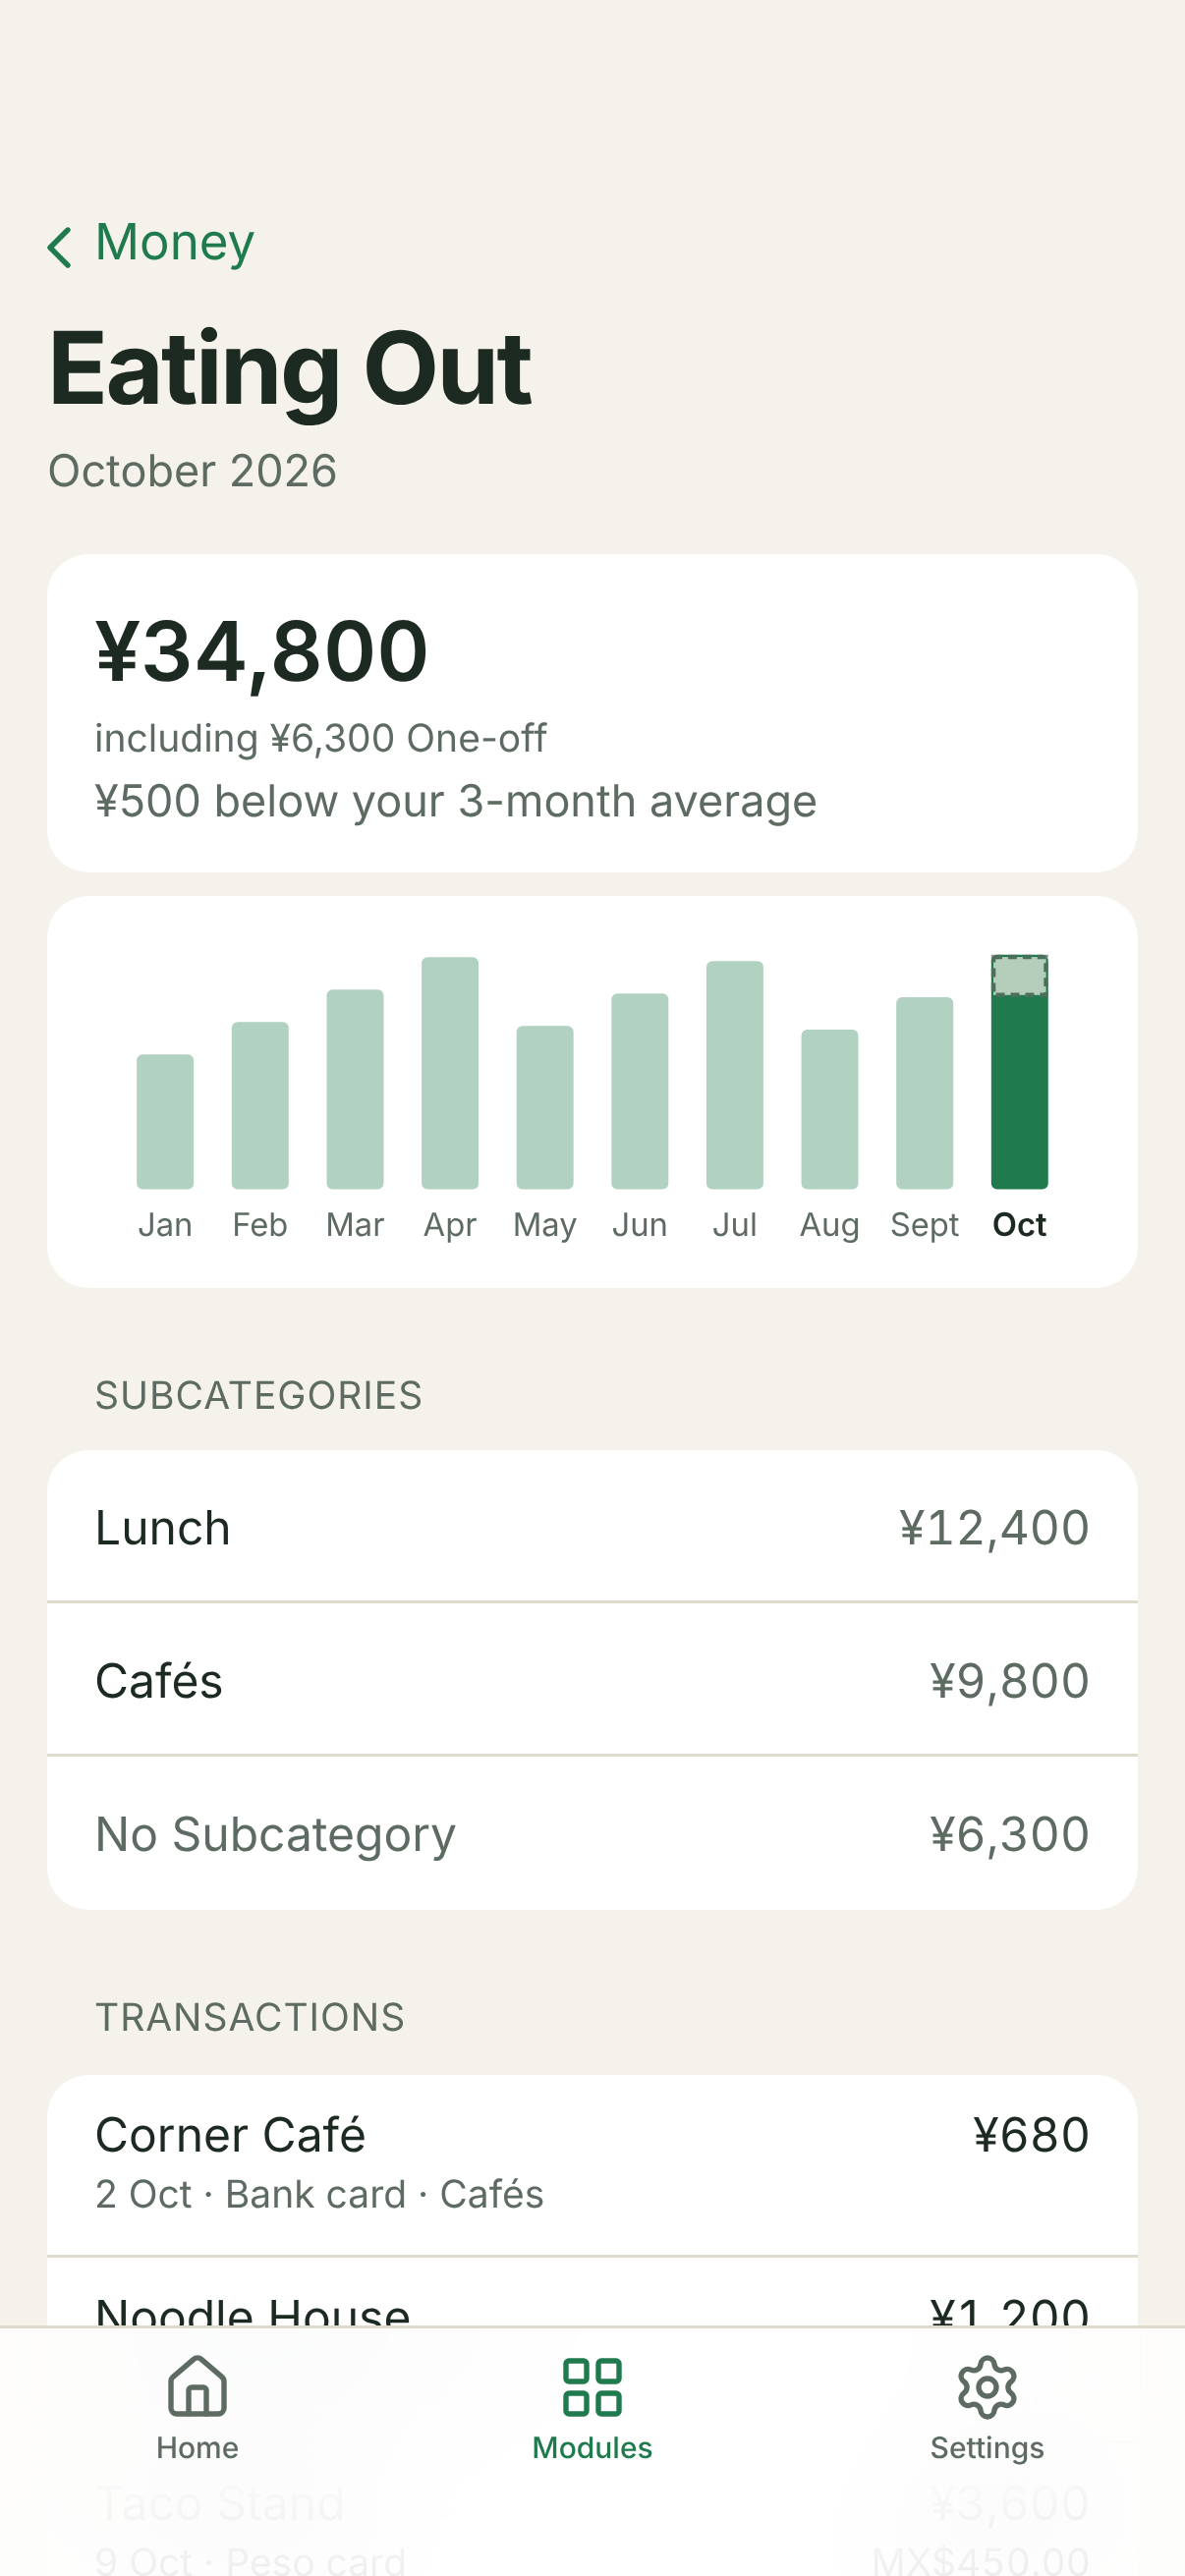 Money
Eating Out
October 2026
¥34,800
including ¥6,300 One-off
¥500 below your 3-month average
Jan Feb Mar Apr May Jun Jul Aug Sept Oct
SUBCATEGORIES
Lunch ¥12,400
Cafés ¥9,800
No Subcategory ¥6,300
TRANSACTIONS
Corner Café ¥680
2 Oct · Bank card · Cafés
Noodle House ¥1,200
Home Modules Settings
Taco Stand ¥3,600
9 Oct · Peso card MX$450.00